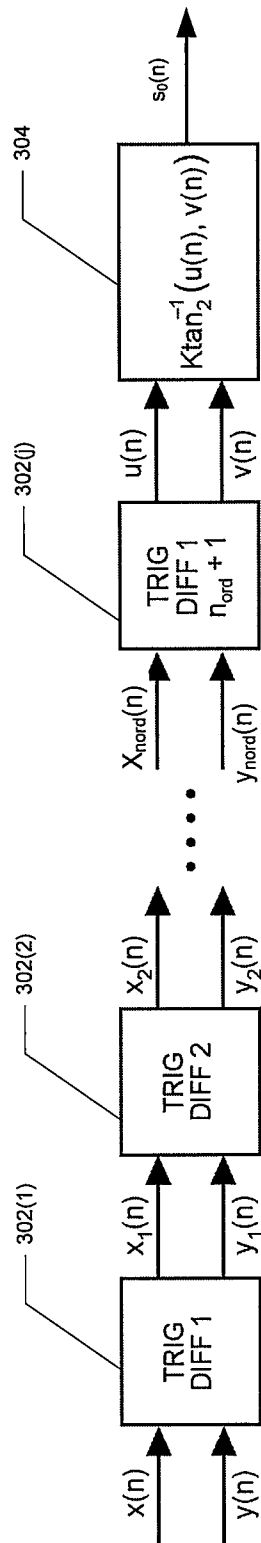 302(1)
302(2)
302(j)
304
x(n)
y(n)
TRIG
DIFF 1
x₁(n)
y₁(n)
TRIG
DIFF 2
x₂(n)
y₂(n)
Xnord(n)
ynord(n)
TRIG
DIFF 1
nord + 1
u(n)
v(n)
Ktan₂⁻¹(u(n), v(n))
s₀(n)